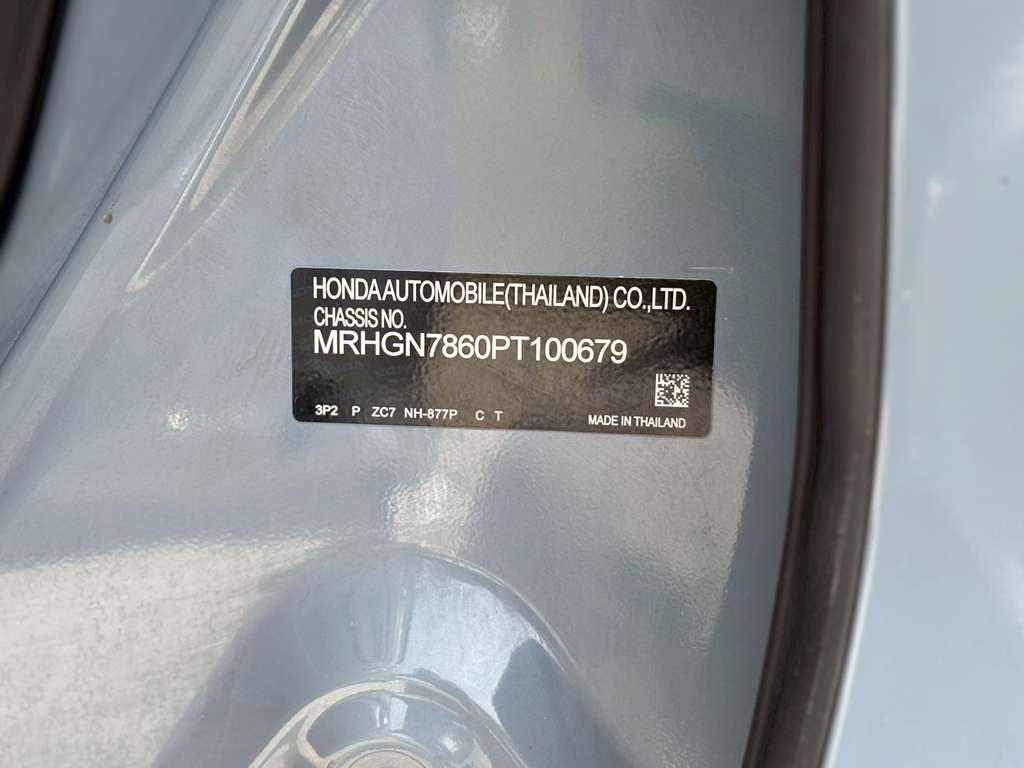 HONDA AUTOMOBILE(THAILAND) CO.,LTD.
CHASSIS NO.
MRHGN7860PT100679
3P2 P ZC7 NH-877P C T
MADE IN THAILAND